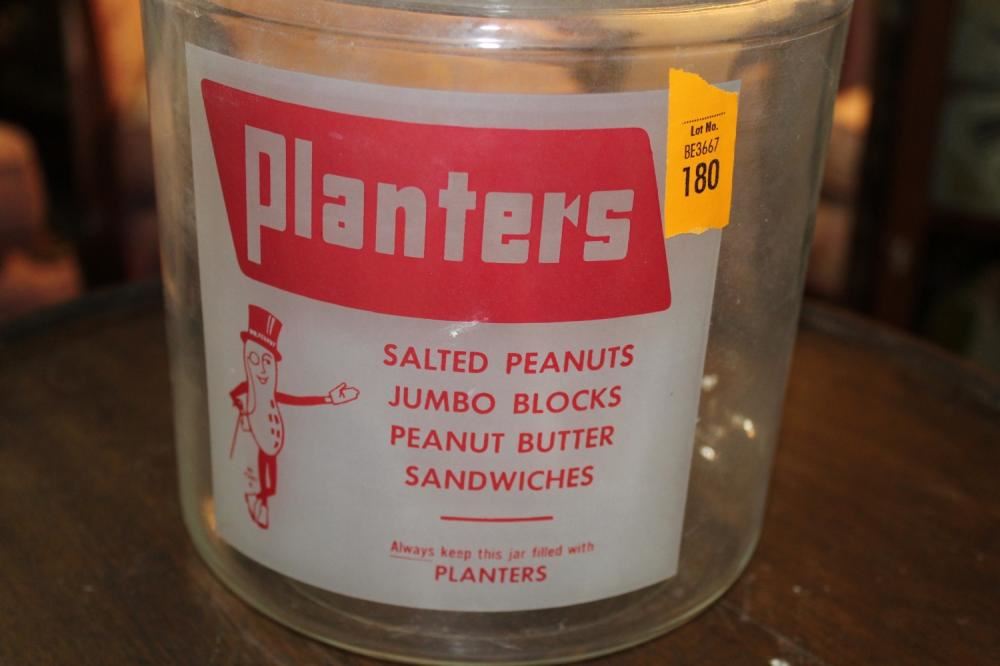 planters
Lot No.
BE3667
180
SALTED PEANUTS
JUMBO BLOCKS
PEANUT BUTTER
SANDWICHES
Always keep this jar filled with
PLANTERS